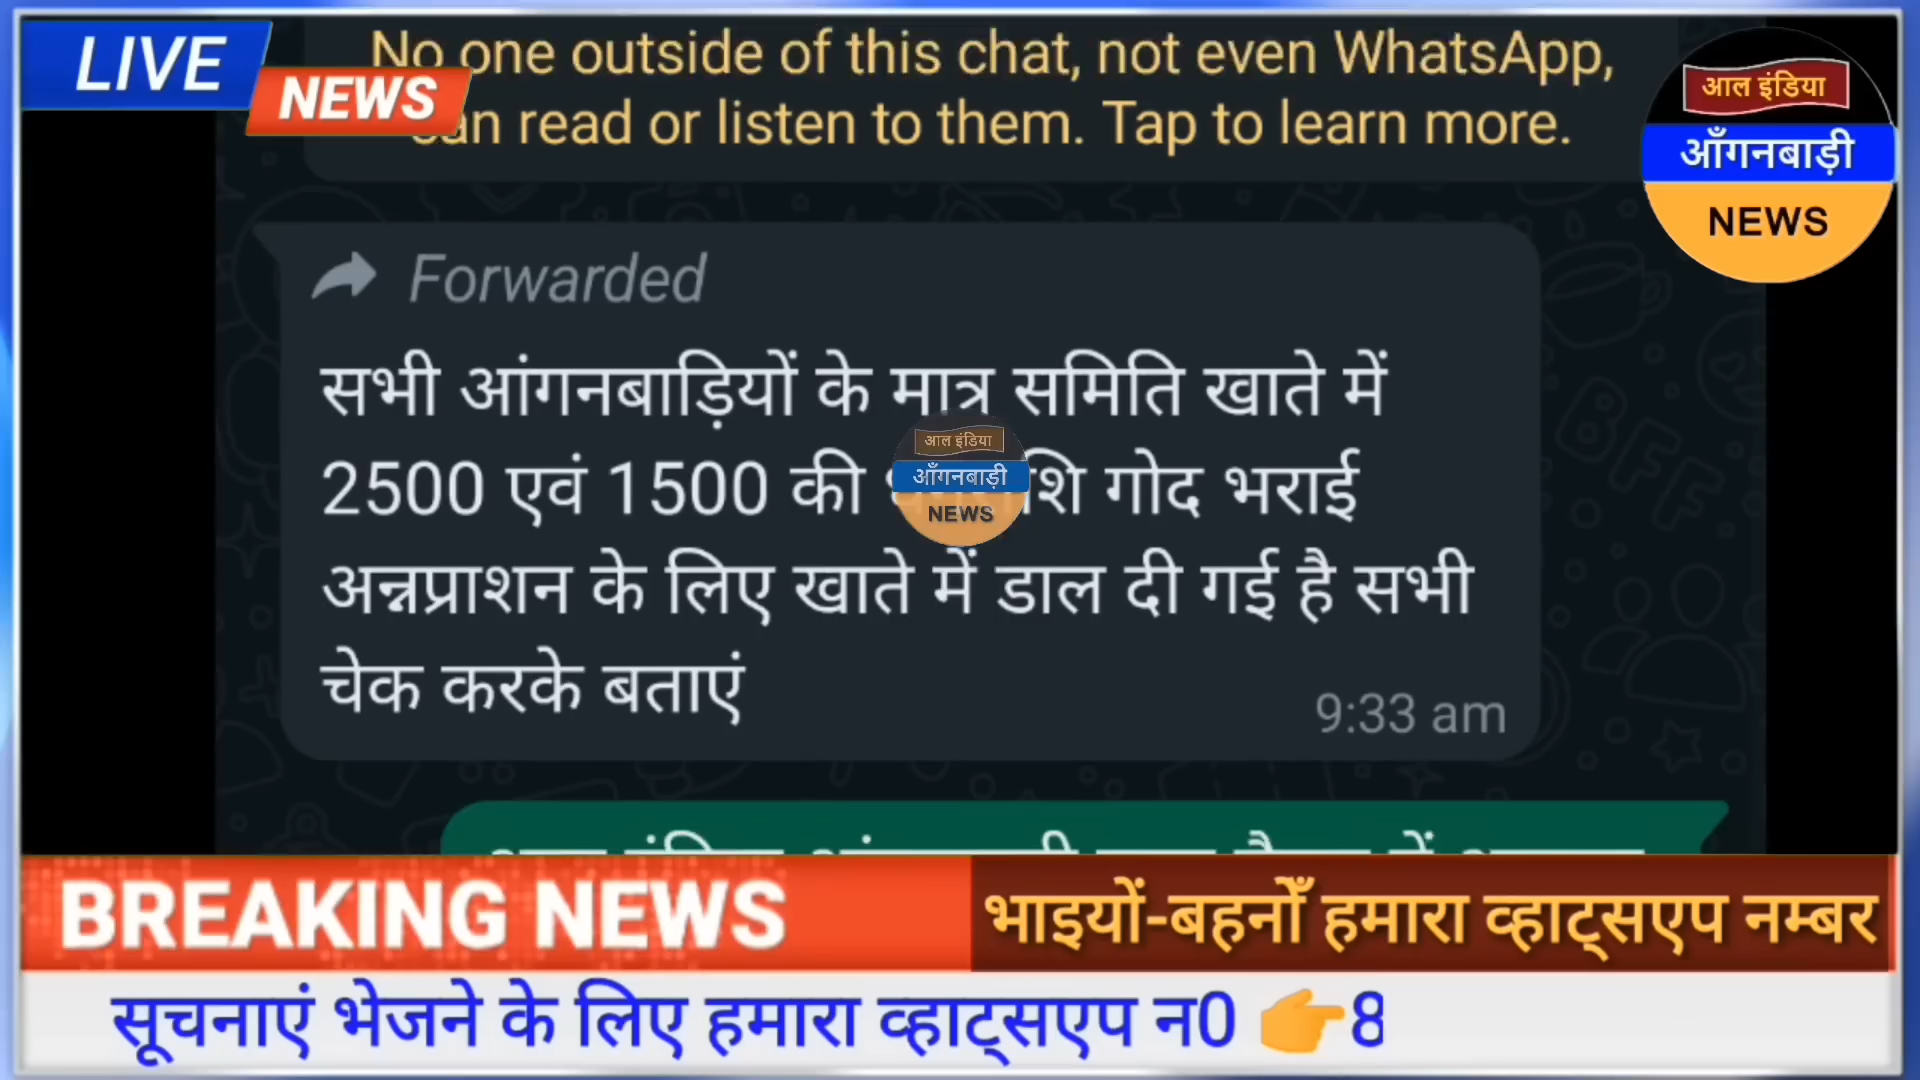 LIVE
NEWS
No one outside of this chat, not even WhatsApp,
can read or listen to them. Tap to learn more.
आल इंडिया
आँगनबाड़ी
NEWS
Forwarded
सभी आंगनबाड़ियों के मात्र समिति खाते में
2500 एवं 1500 की गोद भराई
अन्नप्राशन के लिए खाते में डाल दी गई है सभी
चेक करके बताएं
9:33 am
आल इंडिया
आँगनबाड़ी
NEWS
BREAKING NEWS
भाइयों-बहनोँ हमारा व्हाट्सएप नम्बर
सूचनाएं भेजने के लिए हमारा व्हाट्सएप न0 👉8